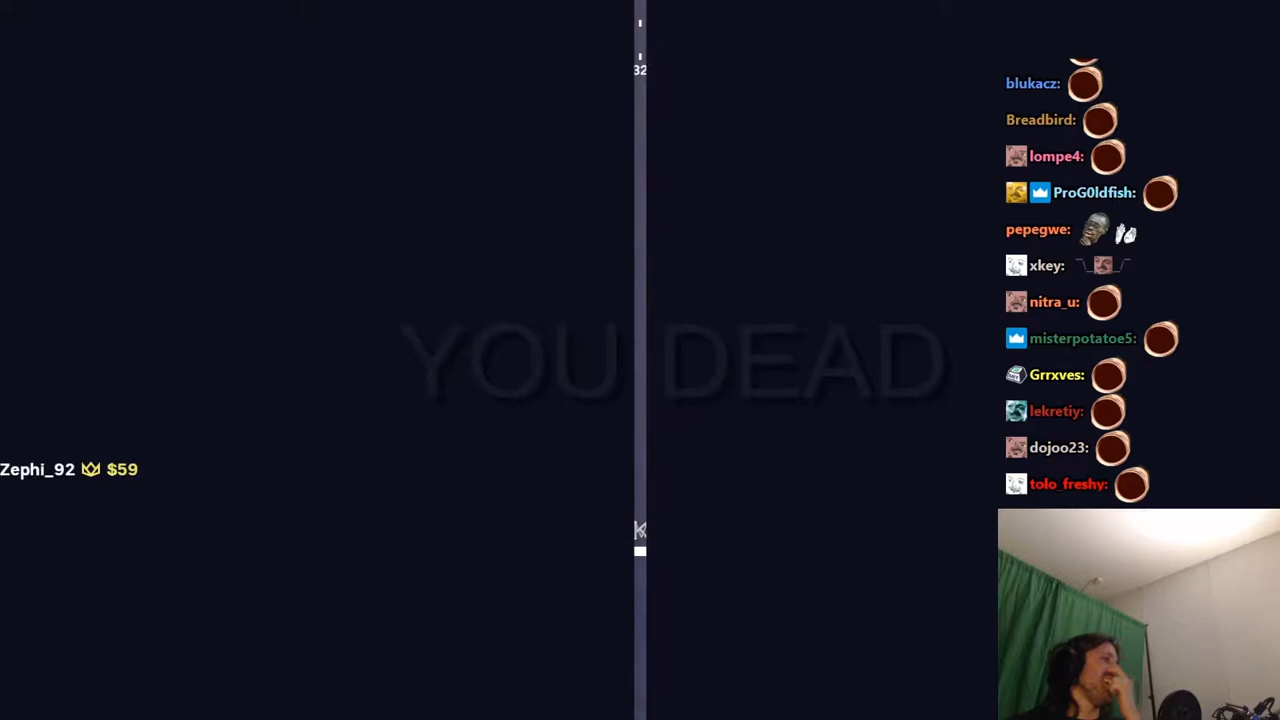 32
blukacz:
Breadbird:
lompe4:
ProG0ldfish:
pepegwe:
xkey:
nitra_u:
YOU DEAD
misterpotatoe5:
Grrxves:
lekretiy:
dojoo23:
Zephi_92 $59
tolo_freshy: